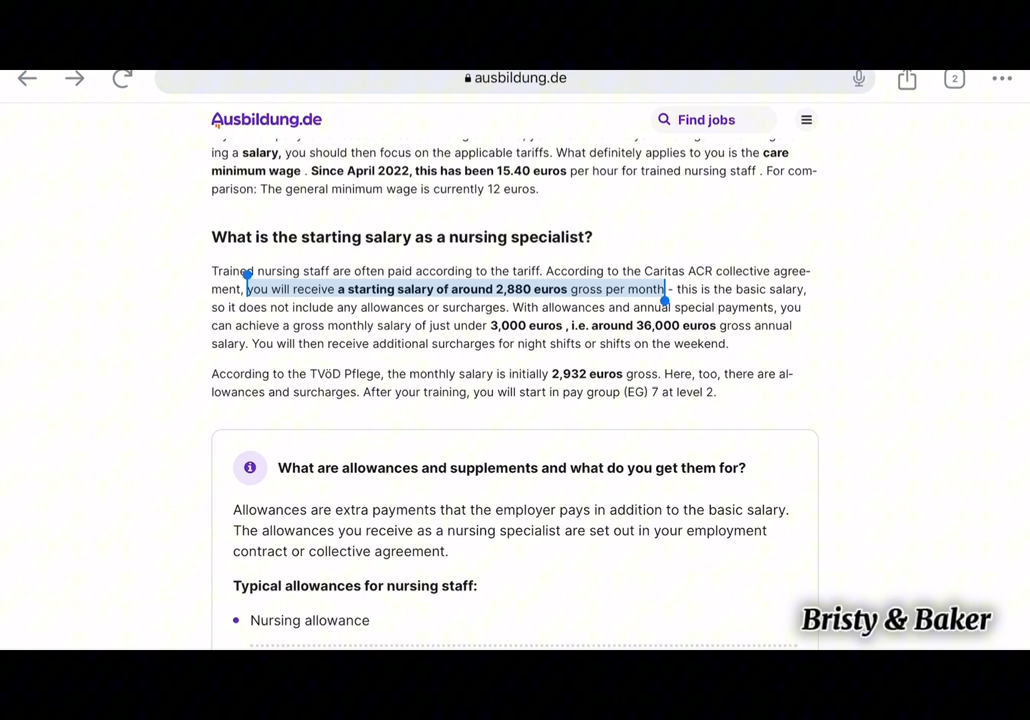 ausbildung.de
2
Ausbildung.de
Find jobs
ing a salary, you should then focus on the applicable tariffs. What definitely applies to you is the care
minimum wage . Since April 2022, this has been 15.40 euros per hour for trained nursing staff . For com-
parison: The general minimum wage is currently 12 euros.
What is the starting salary as a nursing specialist?
Trained nursing staff are often paid according to the tariff. According to the Caritas ACR collective agree-
ment, you will receive a starting salary of around 2,880 euros gross per month - this is the basic salary,
so it does not include any allowances or surcharges. With allowances and annual special payments, you
can achieve a gross monthly salary of just under 3,000 euros , i.e. around 36,000 euros gross annual
salary. You will then receive additional surcharges for night shifts or shifts on the weekend.
According to the TVöD Pflege, the monthly salary is initially 2,932 euros gross. Here, too, there are al-
lowances and surcharges. After your training, you will start in pay group (EG) 7 at level 2.
What are allowances and supplements and what do you get them for?
Allowances are extra payments that the employer pays in addition to the basic salary.
The allowances you receive as a nursing specialist are set out in your employment
contract or collective agreement.
Typical allowances for nursing staff:
Nursing allowance
Bristy & Baker